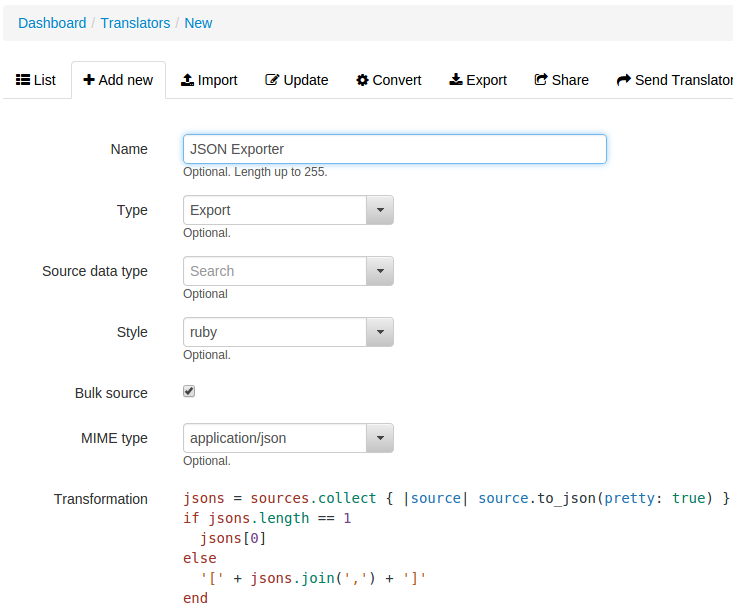 Dashboard / Translators / New
List Add new Import Update Convert Export Share Send Translator
Name JSON Exporter
Optional. Length up to 255.
Type Export
Optional.
Source data type Search
Optional
Style ruby
Optional.
Bulk source
MIME type application/json
Optional.
Transformation jsons = sources.collect { |source| source.to_json(pretty: true) }
if jsons.length == 1
  jsons[0]
else
  '[' + jsons.join(',') + ']'
end